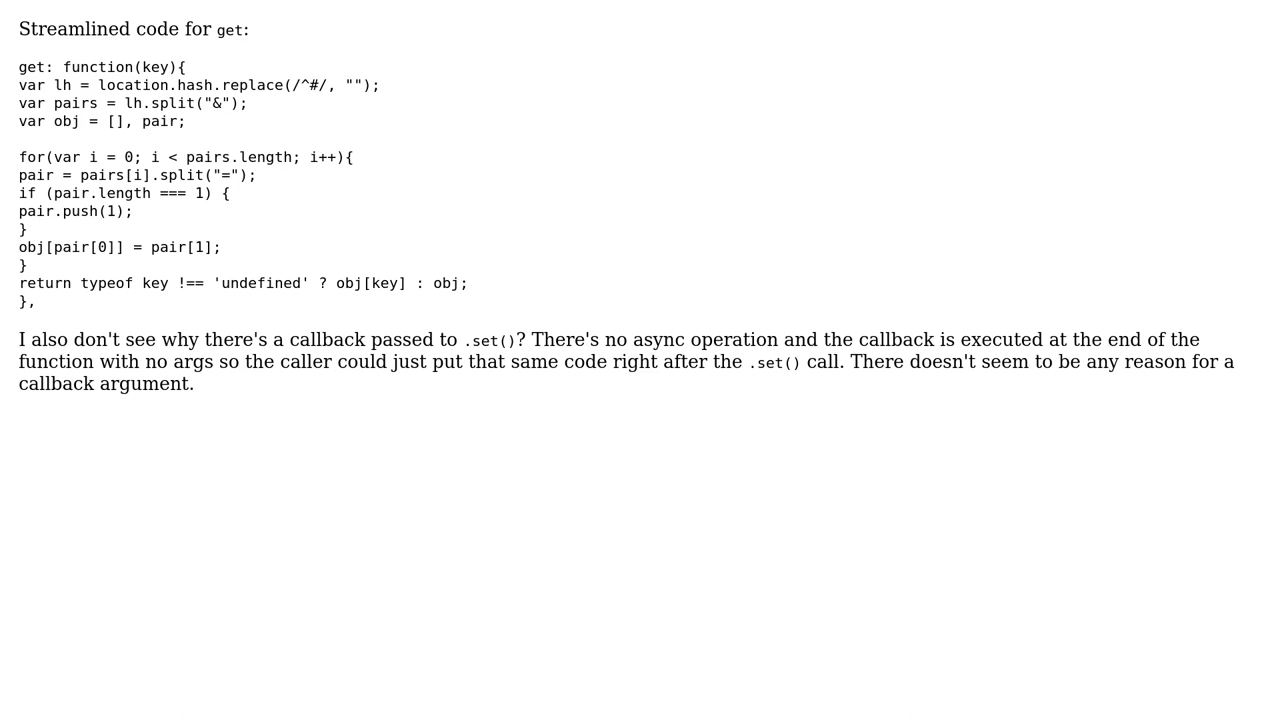 Streamlined code for get:
get: function(key){
var lh = location.hash.replace(/^#/, "");
var pairs = lh.split("&");
var obj = [], pair;
for(var i = 0; i < pairs.length; i++){
pair = pairs[i].split("=");
if (pair.length === 1) {
pair.push(1);
}
obj[pair[0]] = pair[1];
}
return typeof key !== 'undefined' ? obj[key] : obj;
},
I also don't see why there's a callback passed to .set()? There's no async operation and the callback is executed at the end of the
function with no args so the caller could just put that same code right after the .set() call. There doesn't seem to be any reason for a
callback argument.